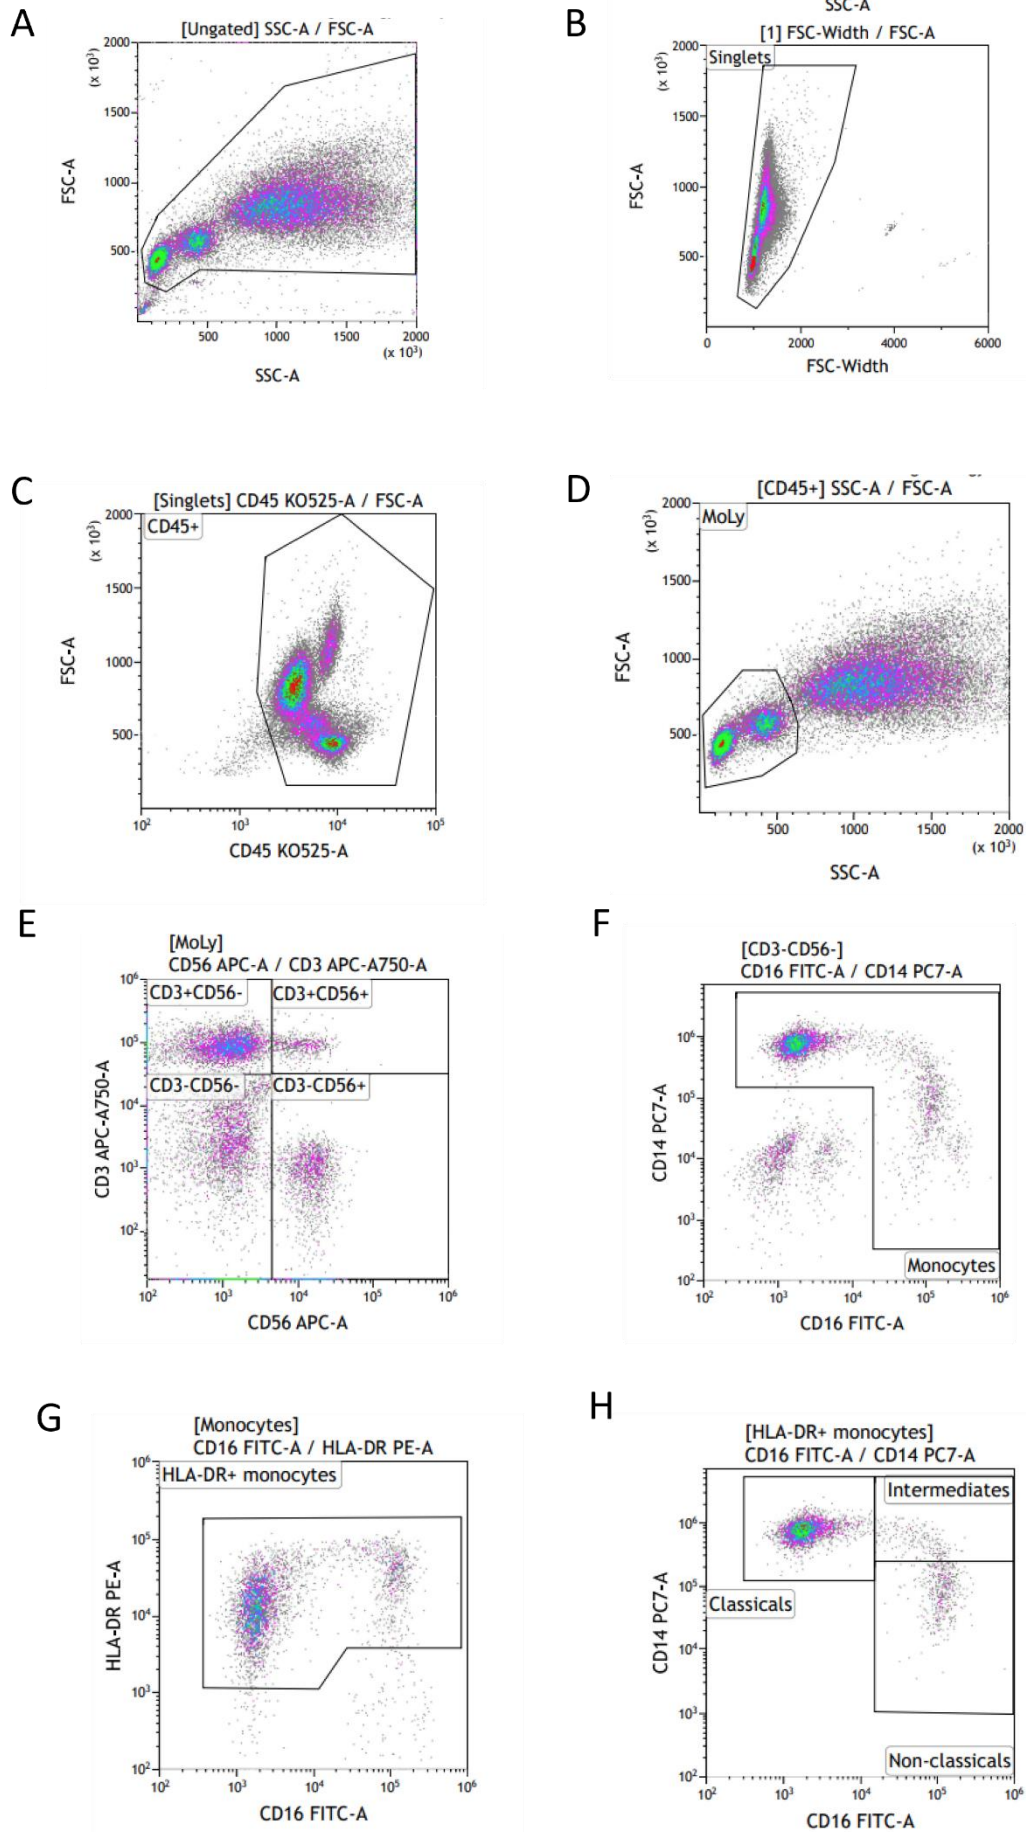 A
[Ungated] SSC-A / FSC-A
(x 10³)
2000
1500
1000
500
FSC-A
500
1000
1500
2000
(x 10³)
SSC-A
SSC-A
B
[1] FSC-Width / FSC-A
(x 10³)
2000
1500
1000
500
Singlets
FSC-A
0
2000
4000
6000
FSC-Width
C
[Singlets] CD45 KO525-A / FSC-A
(x 10³)
2000
1500
1000
500
CD45+
FSC-A
10²
10³
10⁴
10⁵
CD45 KO525-A
D
[CD45+] SSC-A / FSC-A
(x 10³)
2000
1500
1000
500
MoLy
FSC-A
500
1000
1500
2000
(x 10³)
SSC-A
E
[MoLy]
CD56 APC-A / CD3 APC-A750-A
10⁶
10⁵
10⁴
10³
10²
CD3+CD56-
CD3+CD56+
CD3-CD56-
CD3-CD56+
CD3 APC-A750-A
10²
10³
10⁴
10⁵
10⁶
CD56 APC-A
F
[CD3-CD56-]
CD16 FITC-A / CD14 PC7-A
10⁶
10⁵
10⁴
10³
10²
CD14 PC7-A
Monocytes
10²
10³
10⁴
10⁵
10⁶
CD16 FITC-A
G
[Monocytes]
CD16 FITC-A / HLA-DR PE-A
10⁶
10⁵
10⁴
10³
10²
HLA-DR+ monocytes
HLA-DR PE-A
10²
10³
10⁴
10⁵
10⁶
CD16 FITC-A
H
[HLA-DR+ monocytes]
CD16 FITC-A / CD14 PC7-A
10⁶
10⁵
10⁴
10³
10²
Intermediates
Classicals
CD14 PC7-A
Non-classicals
10²
10³
10⁴
10⁵
10⁶
CD16 FITC-A